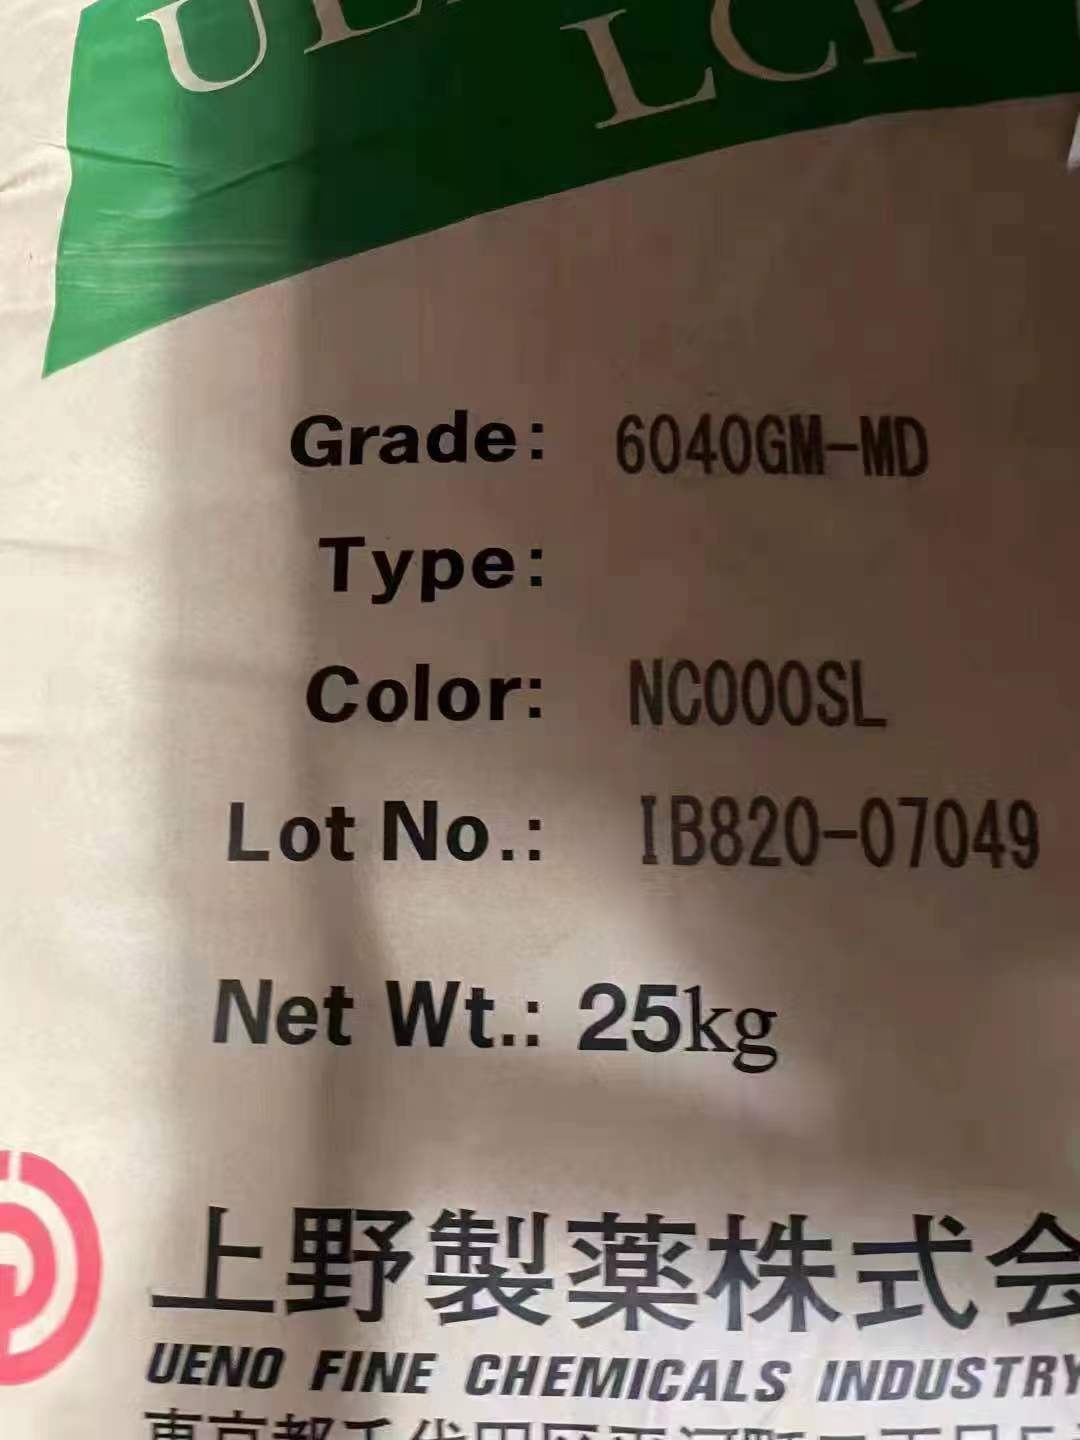 LCP
Grade: 6040GM-MD
Type:
Color: NC000SL
Lot No.: IB820-07049
Net Wt.: 25kg
上野製薬株式会
UENO FINE CHEMICALS INDUSTRY